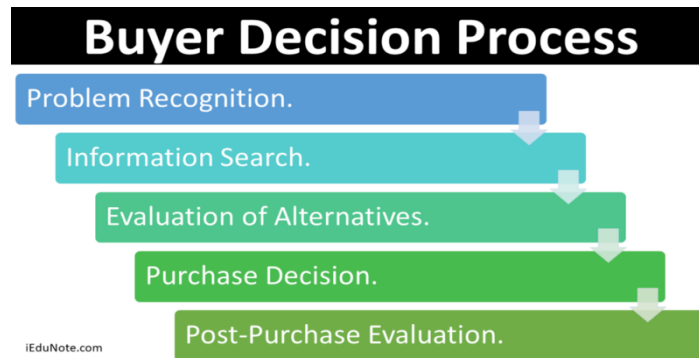 Buyer Decision Process
Problem Recognition.
Information Search.
Evaluation of Alternatives.
Purchase Decision.
Post-Purchase Evaluation.
iEduNote.com